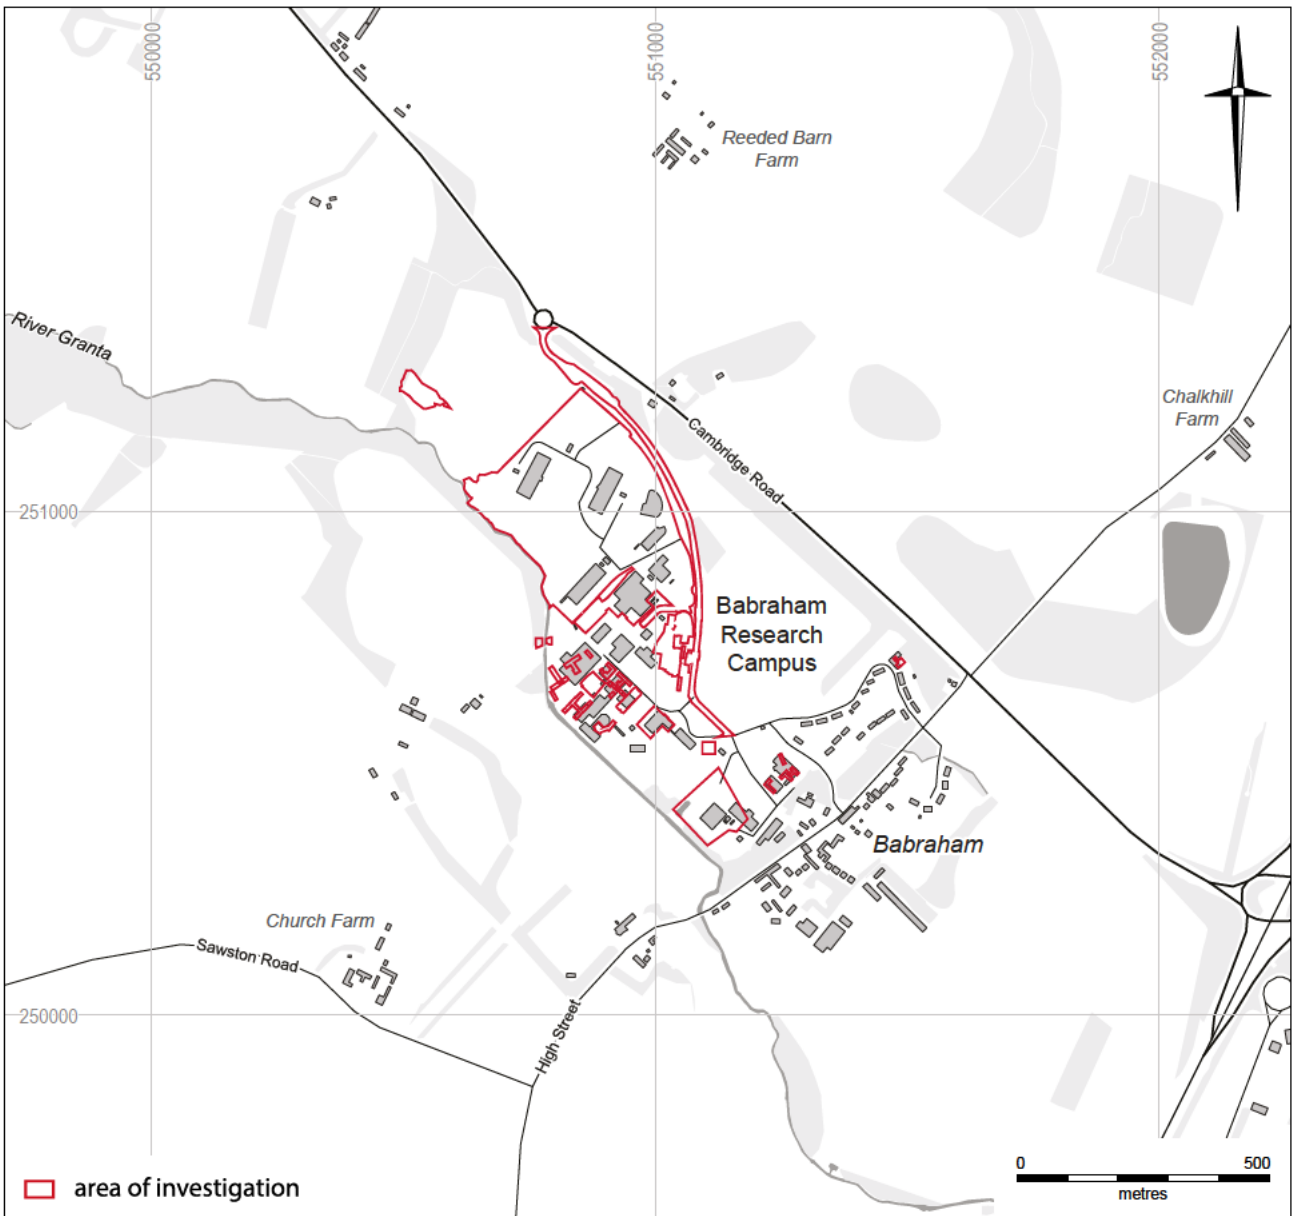 550000
551000
552000
Reeded Barn
Farm
River Granta
Chalkhill
Farm
Cambridge Road
251000
Babraham
Research
Campus
Babraham
Church Farm
Sawston Road
High Street
250000
0 500
metres
area of investigation